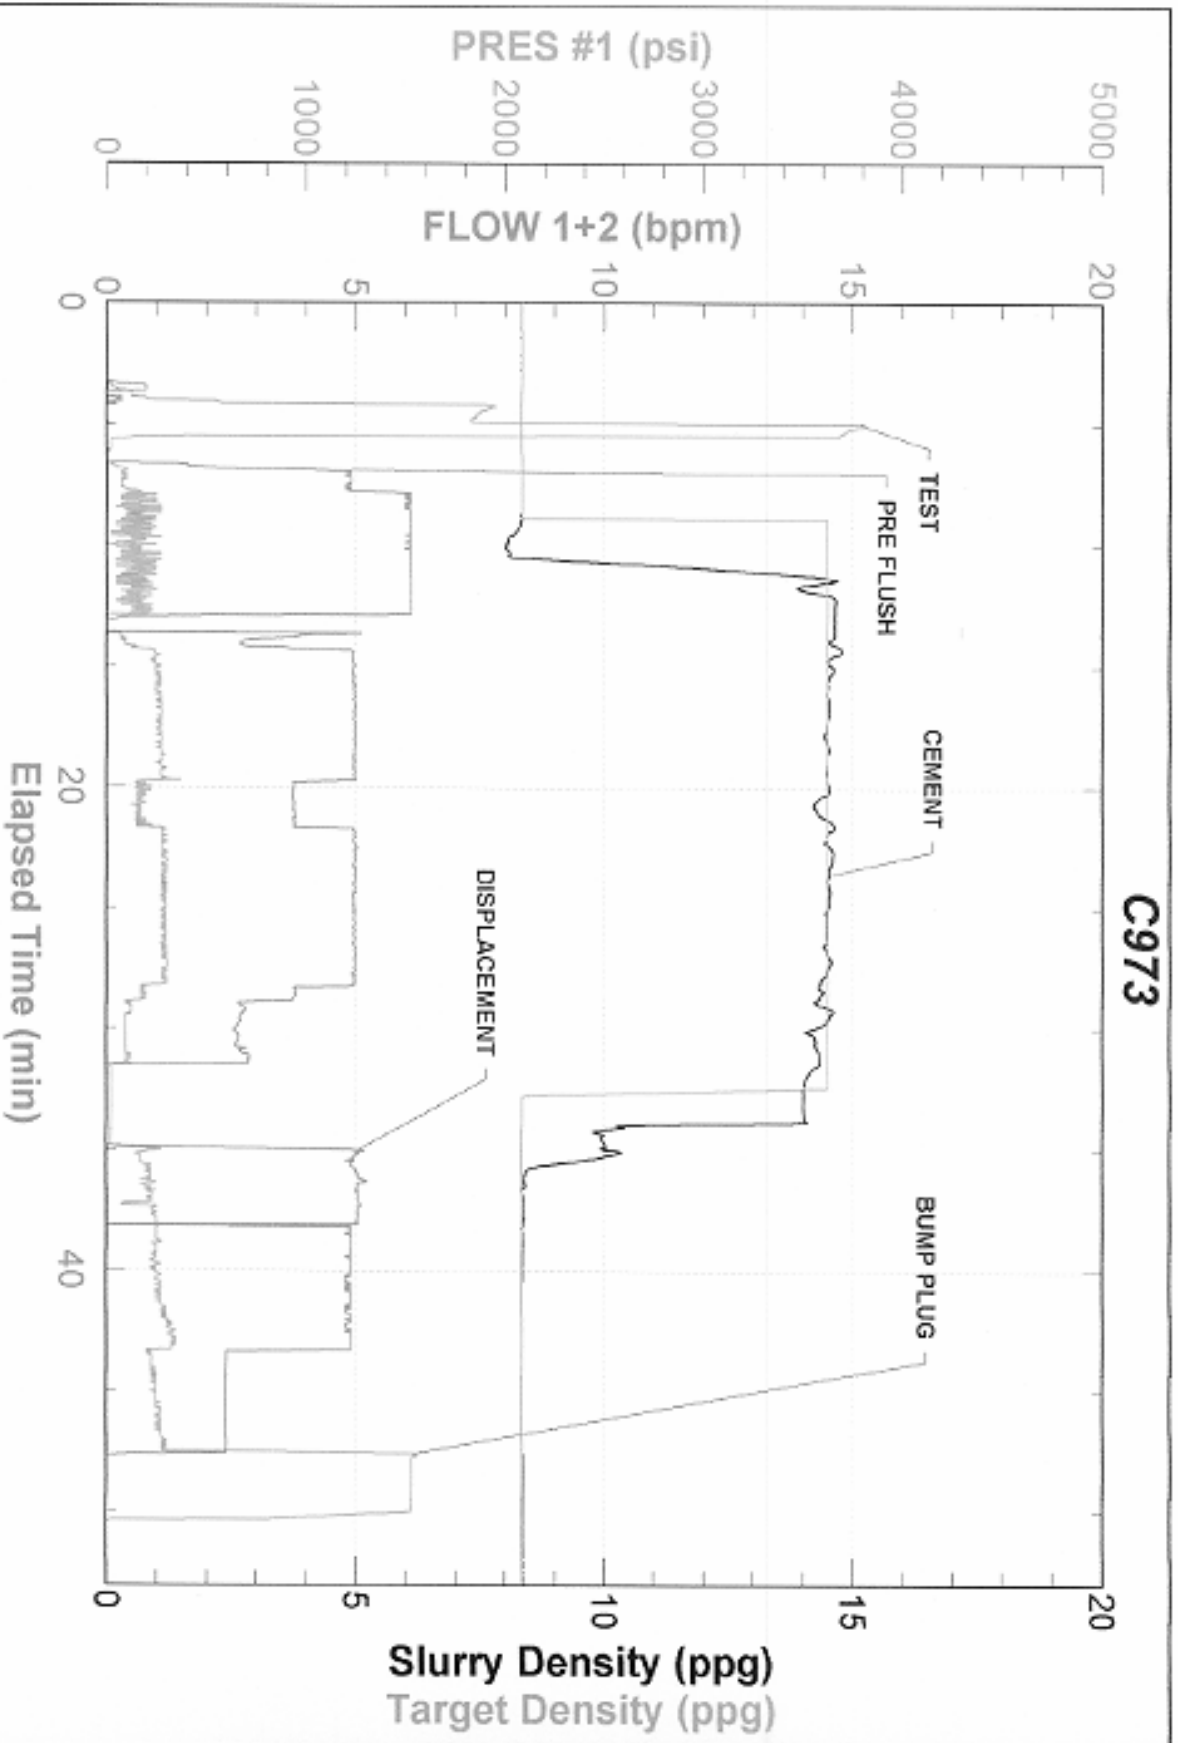 C973
PRES #1 (psi)
5000
4000
3000
2000
1000
0
FLOW 1+2 (bpm)
20
15
10
5
0
TEST
PRE FLUSH
CEMENT
DISPLACEMENT
BUMP PLUG
20
15
10
5
0
Slurry Density (ppg)
Target Density (ppg)
0
20
40
Elapsed Time (min)